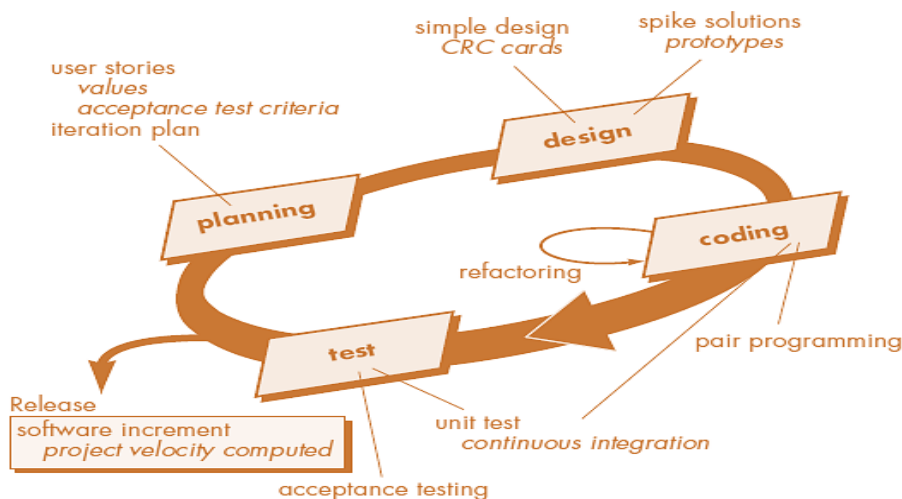 simple design
CRC cards
spike solutions
prototypes
user stories
values
acceptance test criteria
iteration plan
design
planning
coding
refactoring
test
pair programming
Release
software increment
project velocity computed
unit test
continuous integration
acceptance testing